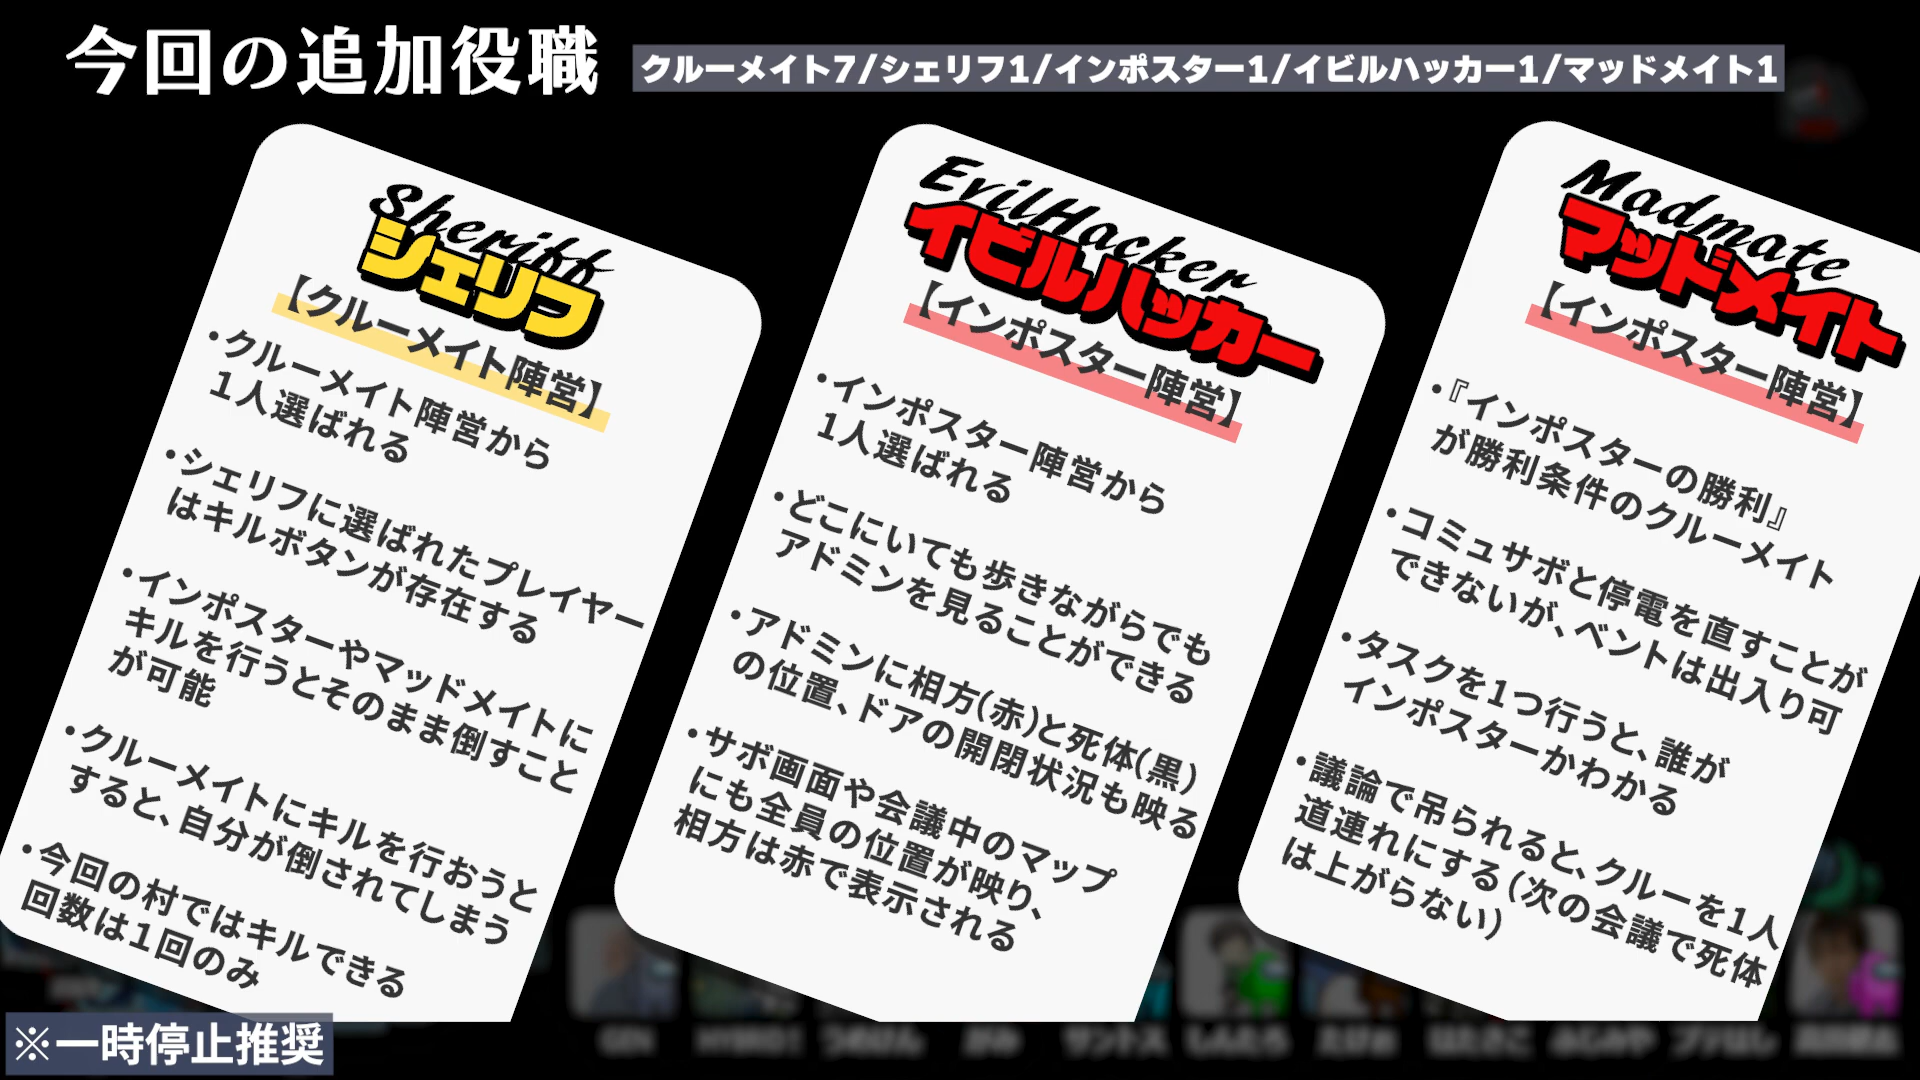 今回の追加役職
クルーメイト7/シェリフ1/インポスター1/イビルハッカー1/マッドメイト1
Sheriff
シェリフ
【クルーメイト陣営】
・クルーメイト陣営から
1人選ばれる
・シェリフに選ばれたプレイヤー
はキルボタンが存在する
・インポスターやマッドメイトに
キルを行うとそのまま倒すこと
が可能
・クルーメイトにキルを行おうと
すると、自分が倒されてしまう
・今回の村ではキルできる
回数は1回のみ
EvilHacker
イビルハッカー
【インポスター陣営】
・インポスター陣営から
1人選ばれる
・どこにいても歩きながらでも
アドミンを見ることができる
・アドミンに相方(赤)と死体(黒)
の位置、ドアの開閉状況も映る
・サボ画面や会議中のマップ
にも全員の位置が映り、
相方は赤で表示される
Madmate
マッドメイト
【インポスター陣営】
・『インポスターの勝利』
が勝利条件のクルーメイト
・コミュサボと停電を直すことが
できないが、ベントは出入り可
・タスクを1つ行うと、誰が
インポスターかわかる
・議論で吊られると、クルーを1人
道連れにする(次の会議で死体
は上がらない)
※一時停止推奨
GEN
サントス
しんたろ
たけお